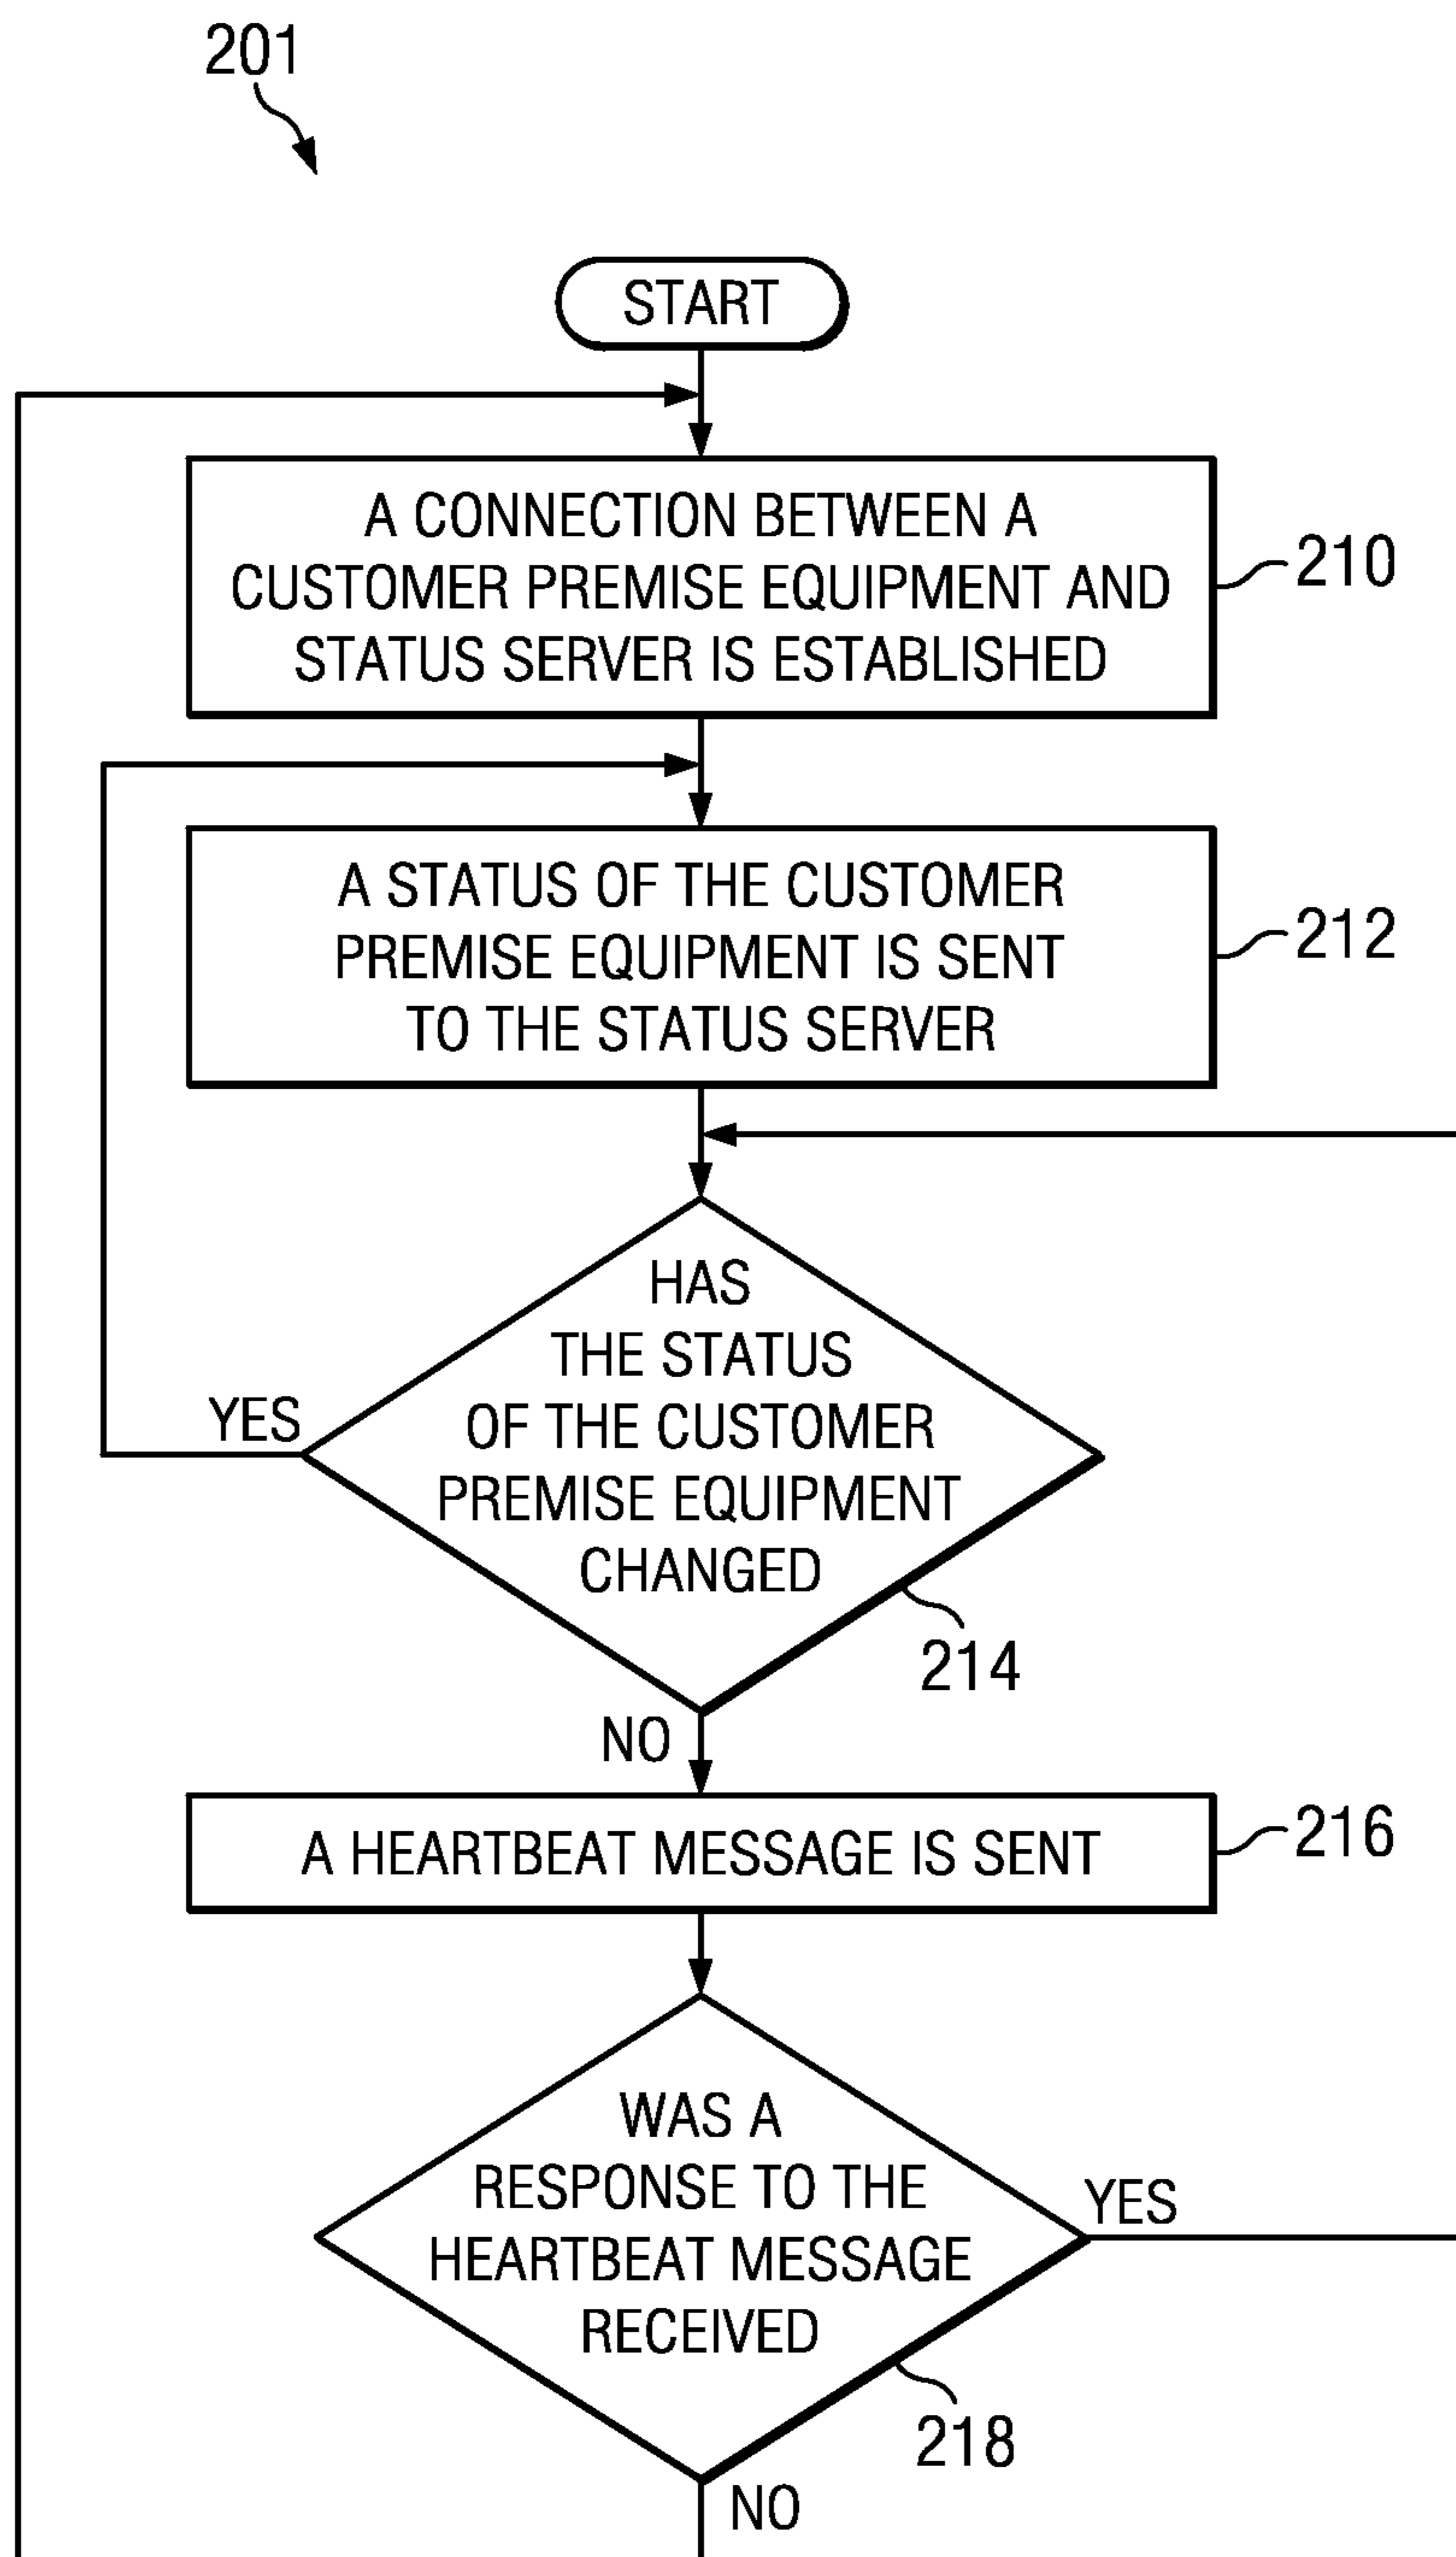 201
START
A CONNECTION BETWEEN A
CUSTOMER PREMISE EQUIPMENT AND
STATUS SERVER IS ESTABLISHED
210
A STATUS OF THE CUSTOMER
PREMISE EQUIPMENT IS SENT
TO THE STATUS SERVER
212
HAS
THE STATUS
OF THE CUSTOMER
PREMISE EQUIPMENT
CHANGED
YES
214
NO
A HEARTBEAT MESSAGE IS SENT
216
WAS A
RESPONSE TO THE
HEARTBEAT MESSAGE
RECEIVED
YES
218
NO